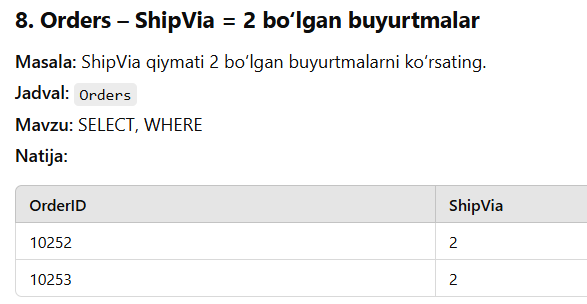 8. Orders – ShipVia = 2 bo‘lgan buyurtmalar
Masala: ShipVia qiymati 2 bo‘lgan buyurtmalarni ko‘rsating.
Jadval: Orders
Mavzu: SELECT, WHERE
Natija:
OrderID ShipVia
10252 2
10253 2